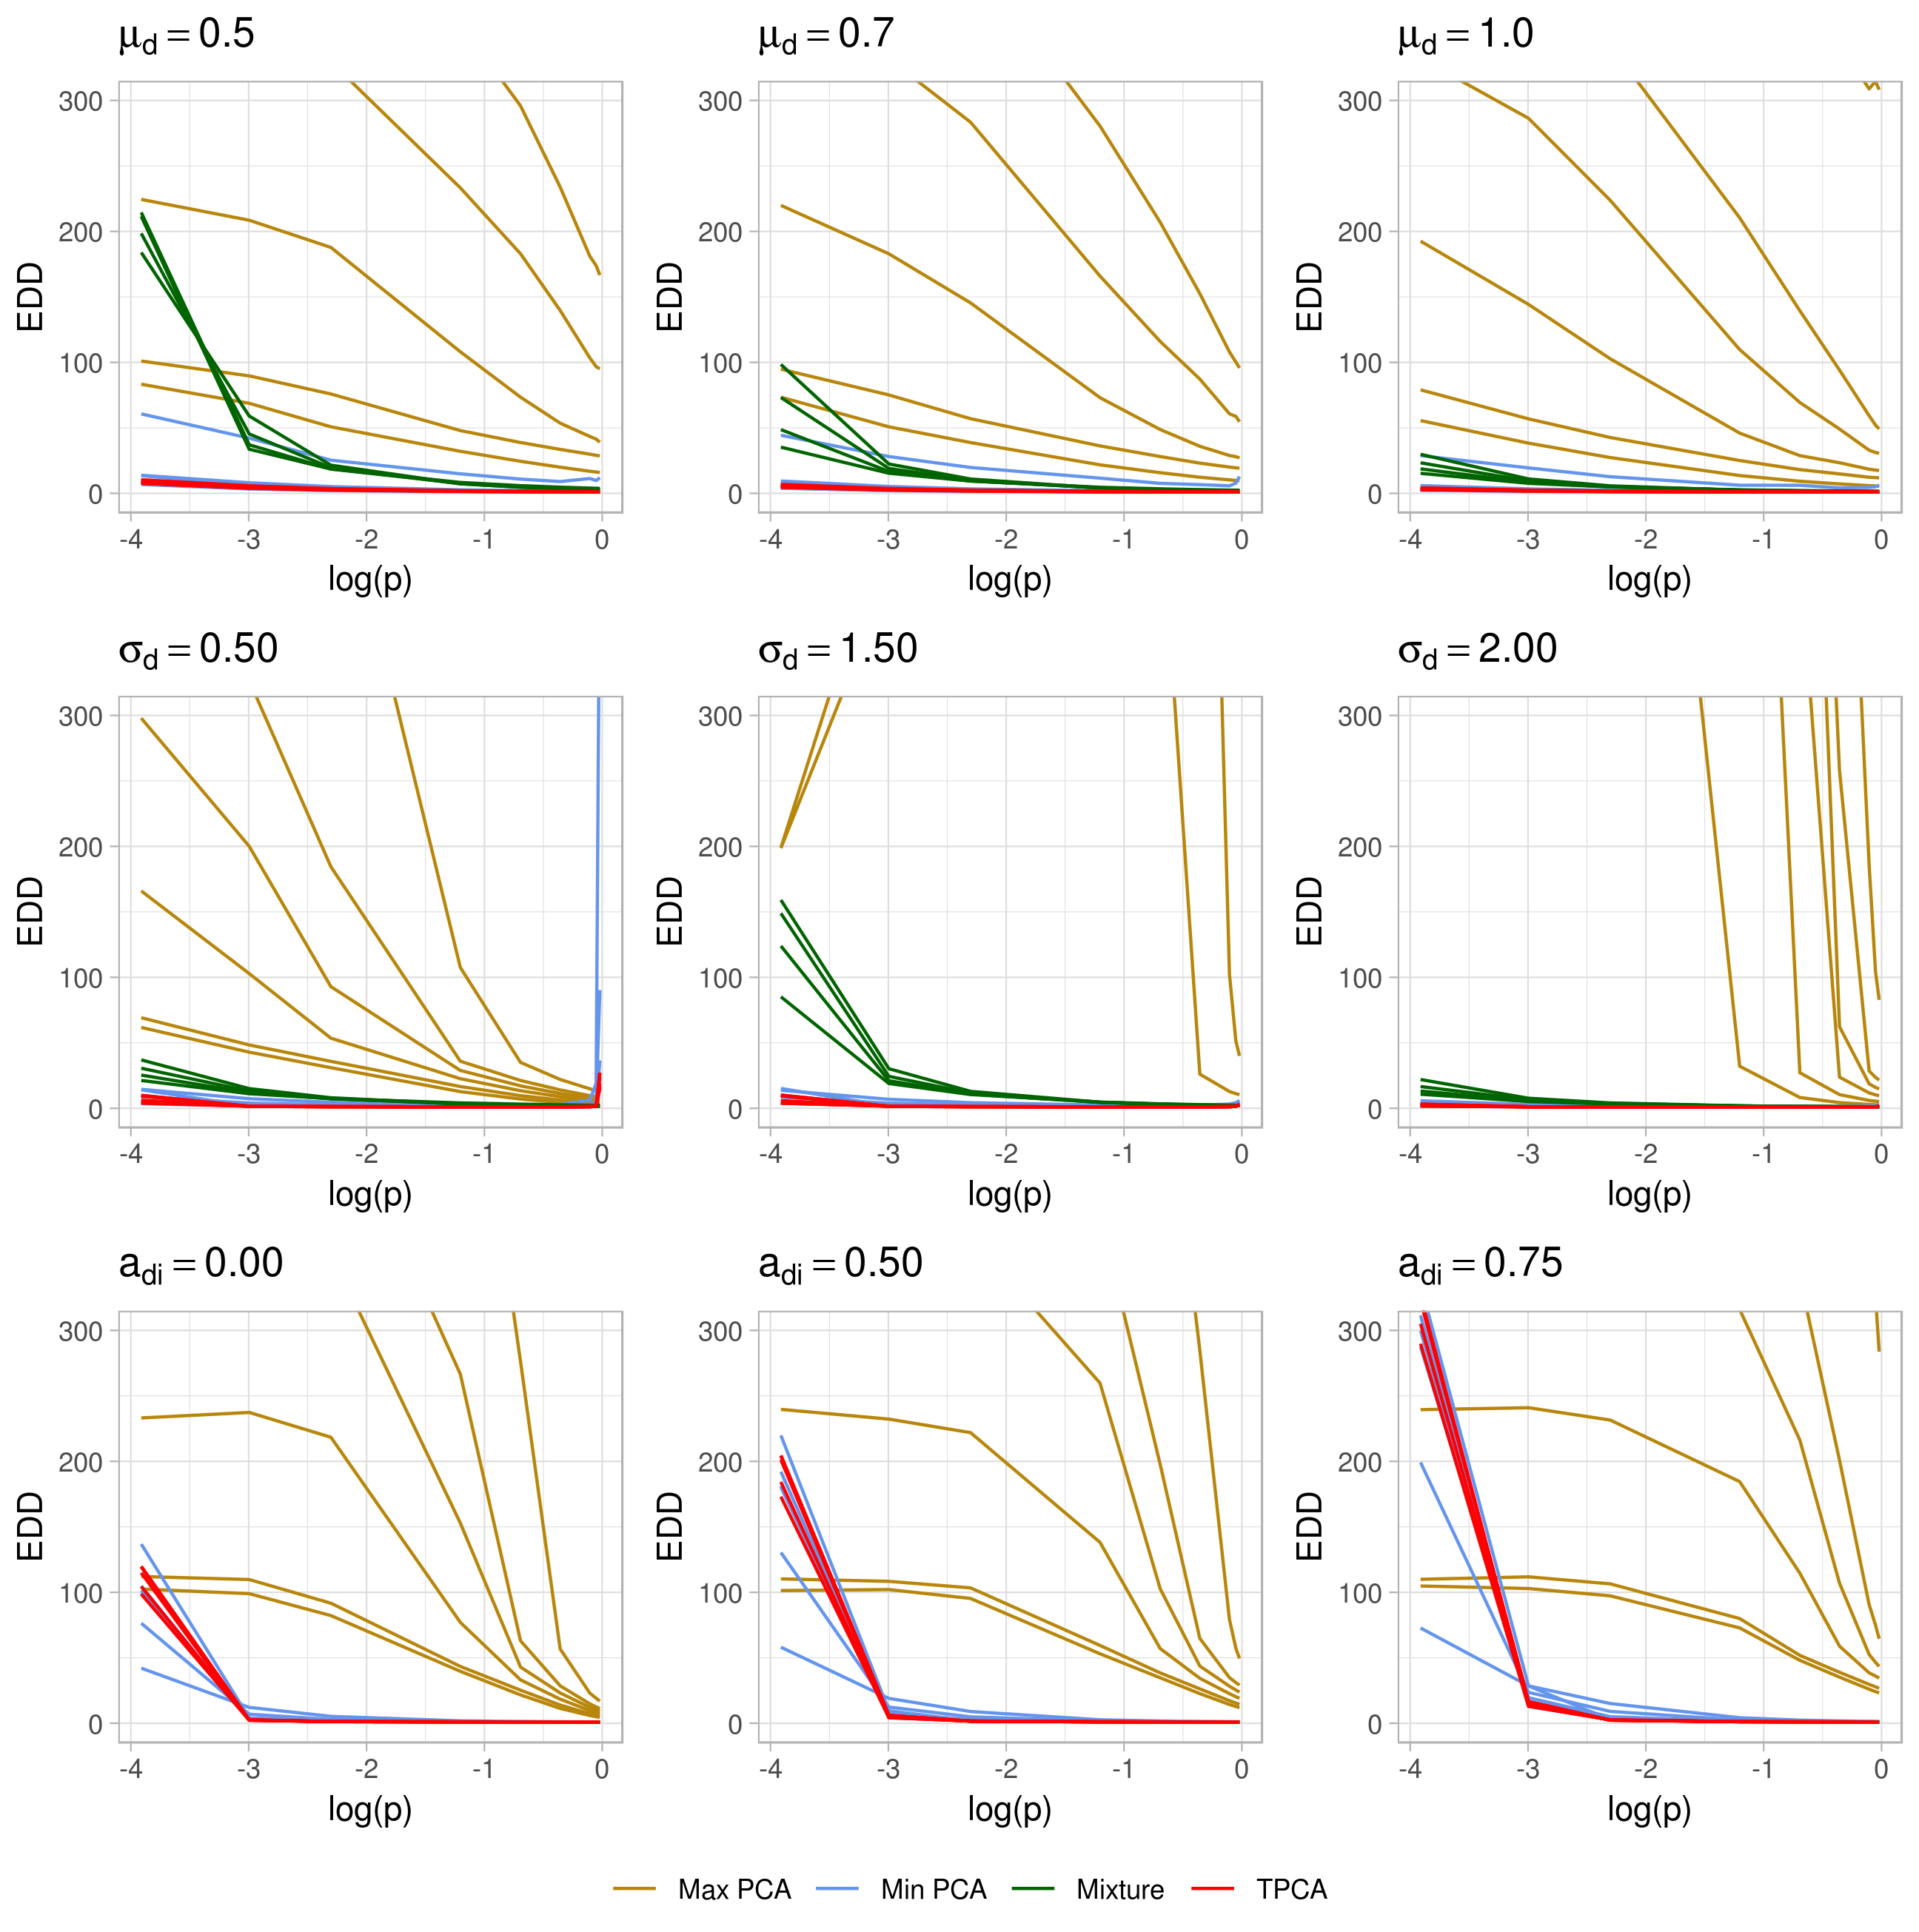 μd = 0.5 μd = 0.7 μd = 1.0
300 300 300
200 200 200
EDD EDD EDD
100 100 100
0 0 0
-4 -3 -2 -1 0 -4 -3 -2 -1 0 -4 -3 -2 -1 0
log(p) log(p) log(p)
σd = 0.50 σd = 1.50 σd = 2.00
300 300 300
200 200 200
EDD EDD EDD
100 100 100
0 0 0
-4 -3 -2 -1 0 -4 -3 -2 -1 0 -4 -3 -2 -1 0
log(p) log(p) log(p)
adi = 0.00 adi = 0.50 adi = 0.75
300 300 300
200 200 200
EDD EDD EDD
100 100 100
0 0 0
-4 -3 -2 -1 0 -4 -3 -2 -1 0 -4 -3 -2 -1 0
log(p) log(p) log(p)
Max PCA Min PCA Mixture TPCA